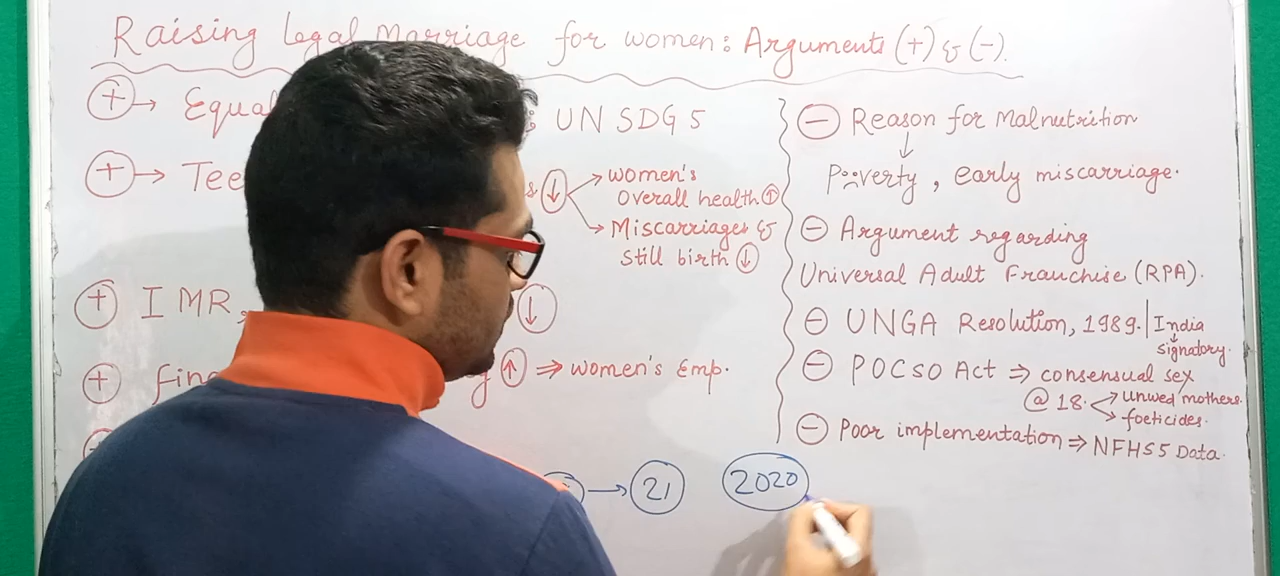 Raising Legal Marriage for women: Arguments (+) & (-).
(+) → Equal : UN SDG 5
(+) → Tee s ↓ → women's
Overall health ↑
→ Miscarriages &
Still birth ↓
(+) IMR, ↓
(+) Fin y ↑ ⇒ women's Emp.
→ 21 2020
(-) Reason for Malnutrition
↓
Poverty, early miscarriage.
(-) Argument regarding
Universal Adult Franchise (RPA).
(-) UNGA Resolution, 1989. | India
↓
signatory.
(-) POCSO Act ⇒ consensual sex
@ 18. → unwed mothers.
→ foeticides.
(-) Poor implementation ⇒ NFHS5 Data.